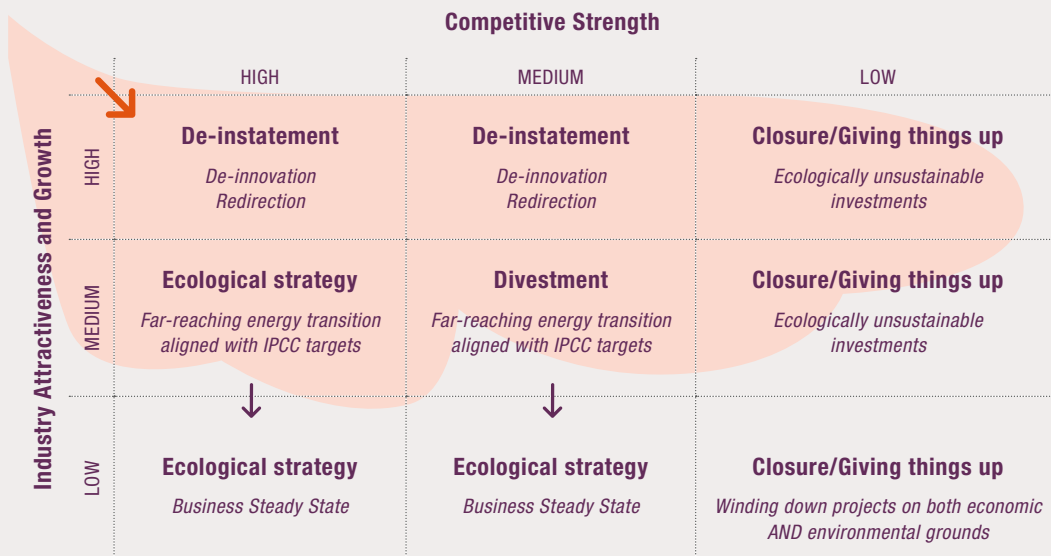 Competitive Strength
HIGH
MEDIUM
LOW
Industry Attractiveness and Growth
HIGH
De-instatement
De-innovation
Redirection
De-instatement
De-innovation
Redirection
Closure/Giving things up
Ecologically unsustainable
investments
MEDIUM
Ecological strategy
Far-reaching energy transition
aligned with IPCC targets
Divestment
Far-reaching energy transition
aligned with IPCC targets
Closure/Giving things up
Ecologically unsustainable
investments
LOW
Ecological strategy
Business Steady State
Ecological strategy
Business Steady State
Closure/Giving things up
Winding down projects on both economic
AND environmental grounds